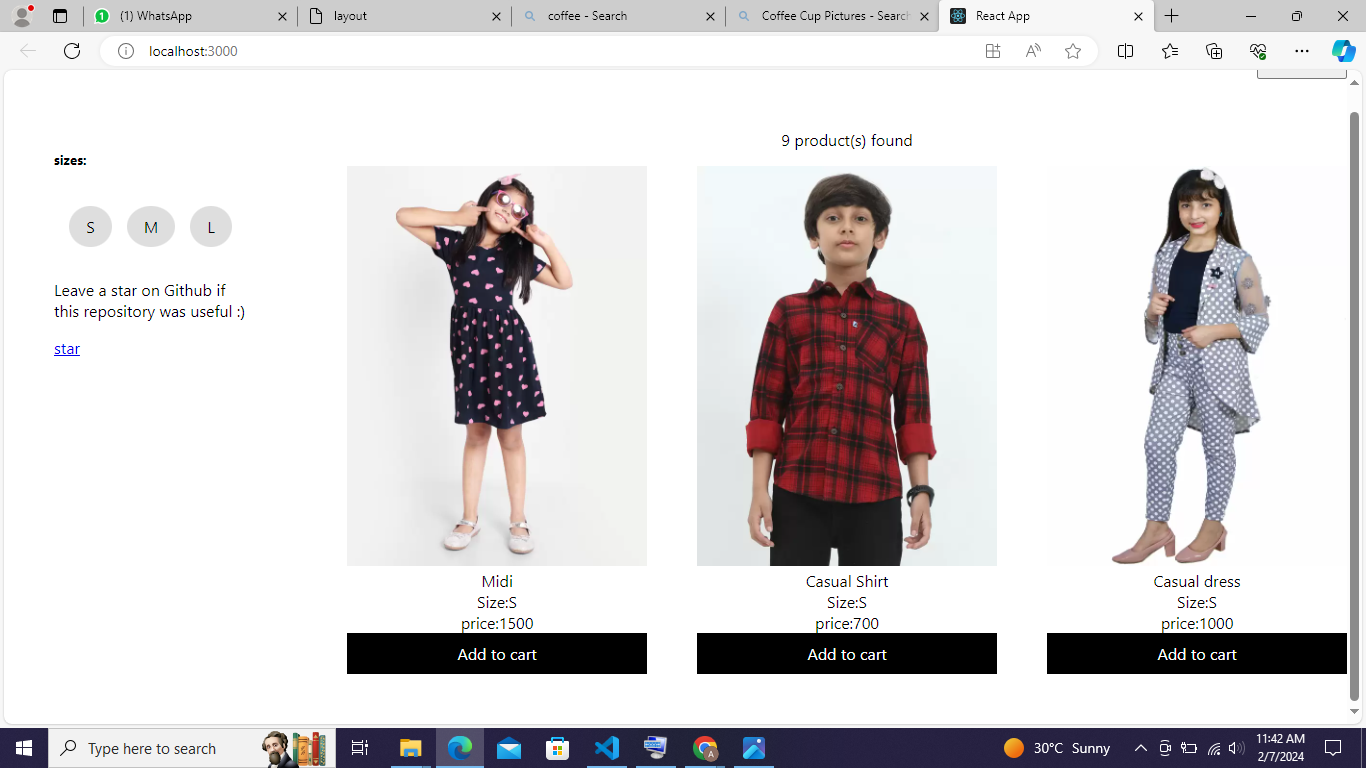 (1) WhatsApp
layout
coffee - Search
Coffee Cup Pictures - Search
React App
localhost:3000
9 product(s) found
sizes:
S M L
Leave a star on Github if
this repository was useful :)
star
Midi
Size:S
price:1500
Add to cart
Casual Shirt
Size:S
price:700
Add to cart
Casual dress
Size:S
price:1000
Add to cart
Type here to search
30°C Sunny
11:42 AM
2/7/2024